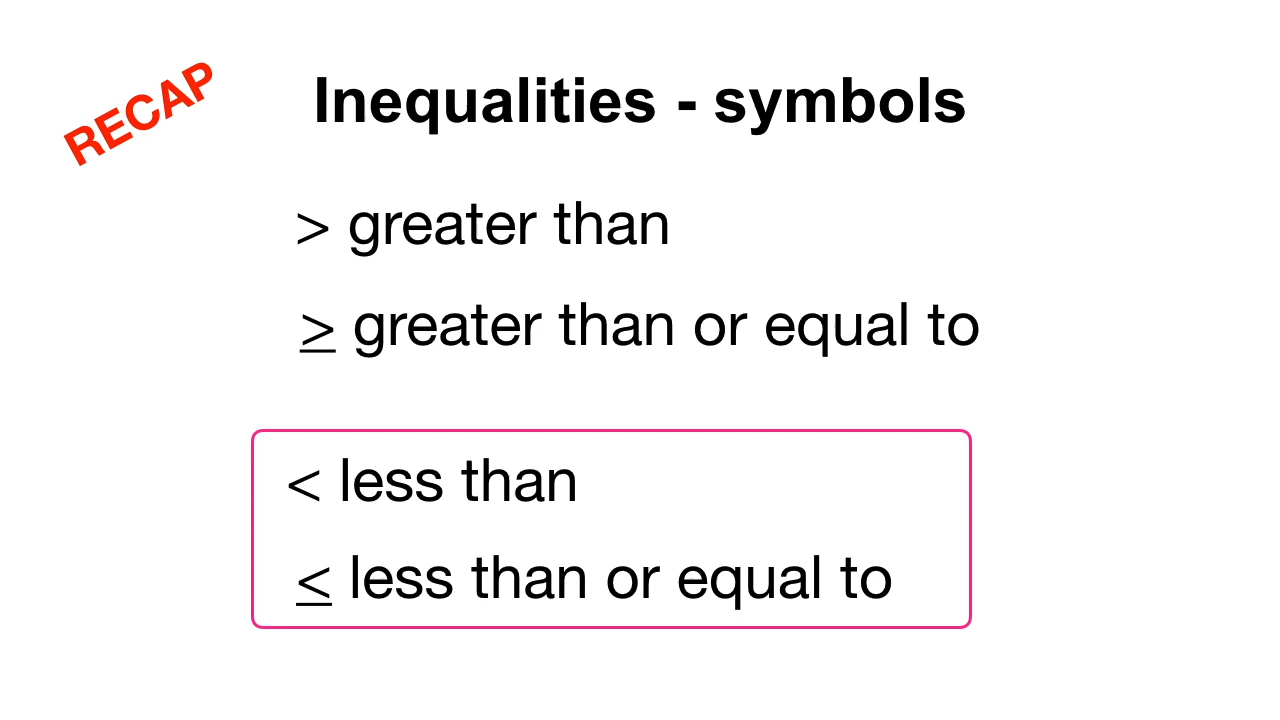 RECAP
Inequalities - symbols
> greater than
≥ greater than or equal to
< less than
≤ less than or equal to